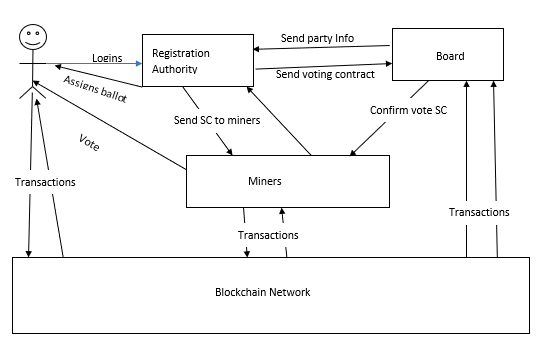 Send party Info
Logins
Registration
Authority
Board
Send voting contract
Assigns ballot
Confirm vote SC
Send SC to miners
Vote
Miners
Transactions
Transactions
Transactions
Blockchain Network